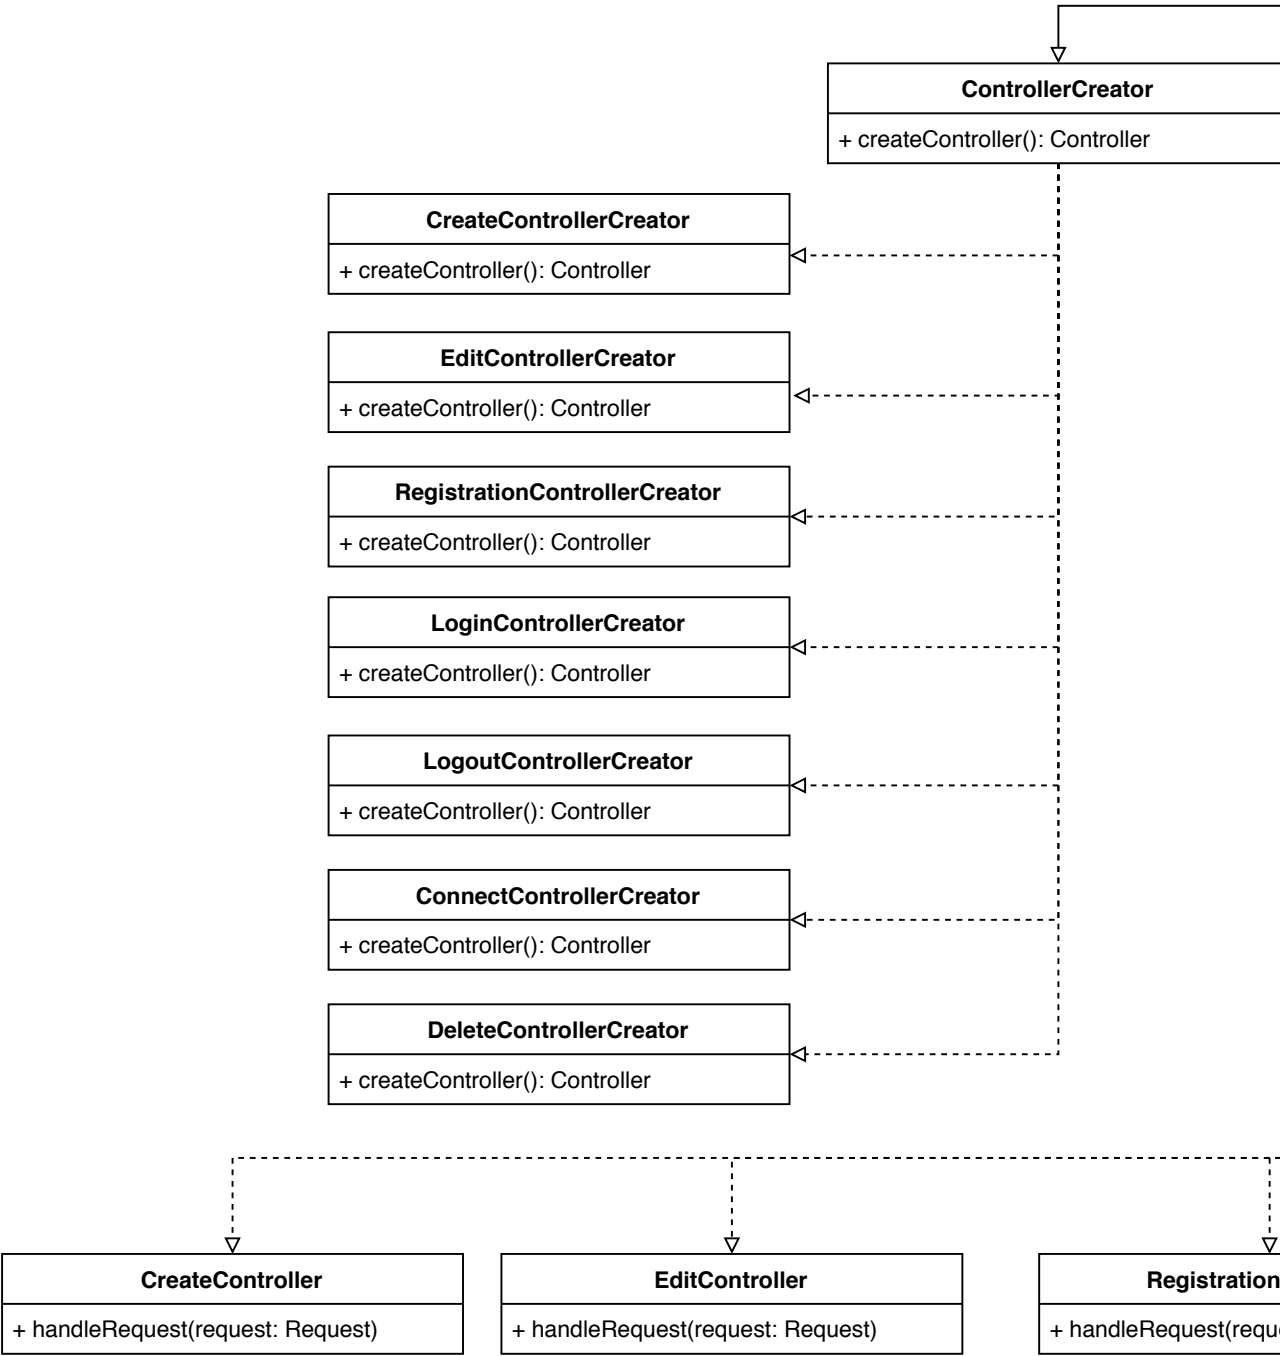 ControllerCreator
+ createController(): Controller
CreateControllerCreator
+ createController(): Controller
EditControllerCreator
+ createController(): Controller
RegistrationControllerCreator
+ createController(): Controller
LoginControllerCreator
+ createController(): Controller
LogoutControllerCreator
+ createController(): Controller
ConnectControllerCreator
+ createController(): Controller
DeleteControllerCreator
+ createController(): Controller
CreateController
+ handleRequest(request: Request)
EditController
+ handleRequest(request: Request)
Registration
+ handleRequest(reque